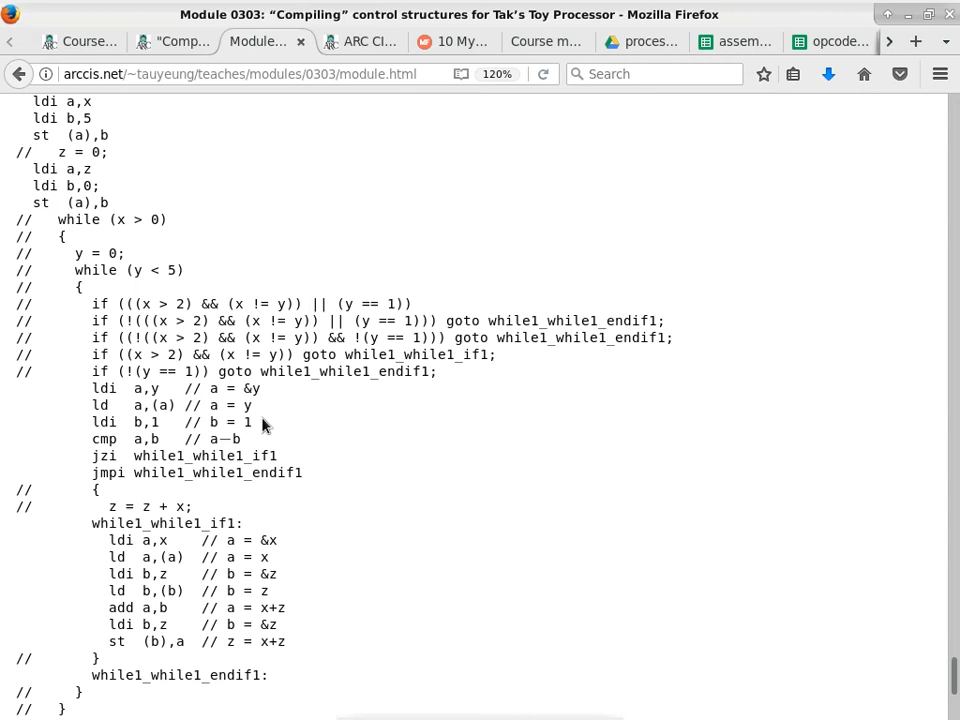 Module 0303: “Compiling” control structures for Tak’s Toy Processor - Mozilla Firefox
Course... "Comp... Module... ARC CI... 10 My... Course m... proces... assem... opcode...
arccis.net/~tauyeung/teaches/modules/0303/module.html 120% Search
ldi a,x
ldi b,5
st (a),b
// z = 0;
ldi a,z
ldi b,0;
st (a),b
// while (x > 0)
// {
// y = 0;
// while (y < 5)
// {
// if (((x > 2) && (x != y)) || (y == 1))
// if (!(((x > 2) && (x != y)) || (y == 1))) goto while1_while1_endif1;
// if ((!((x > 2) && (x != y)) && !(y == 1))) goto while1_while1_endif1;
// if ((x > 2) && (x != y)) goto while1_while1_if1;
// if (!(y == 1)) goto while1_while1_endif1;
ldi a,y // a = &y
ld a,(a) // a = y
ldi b,1 // b = 1
cmp a,b // a—b
jzi while1_while1_if1
jmpi while1_while1_endif1
// {
// z = z + x;
while1_while1_if1:
ldi a,x // a = &x
ld a,(a) // a = x
ldi b,z // b = &z
ld b,(b) // b = z
add a,b // a = x+z
ldi b,z // b = &z
st (b),a // z = x+z
// }
while1_while1_endif1:
// }
// }